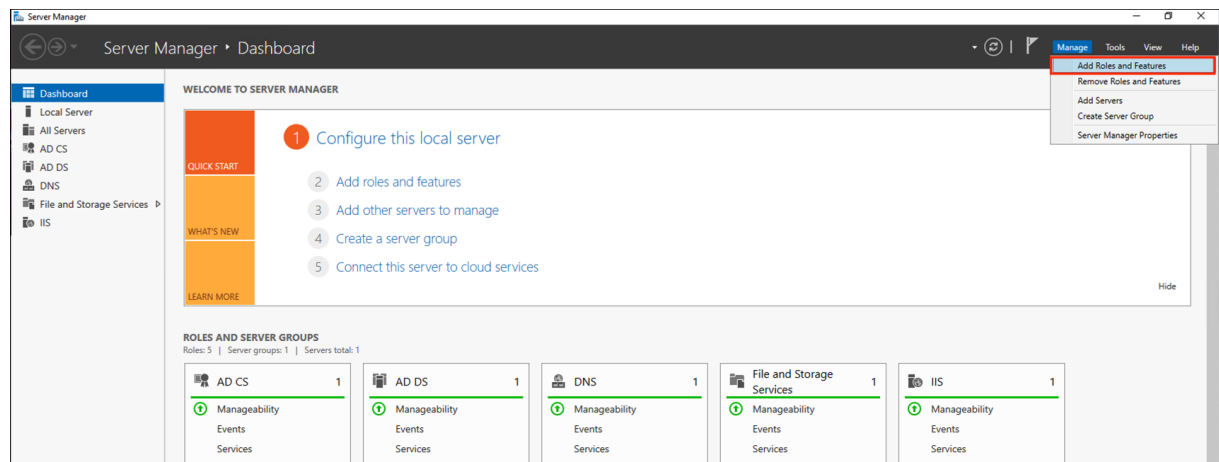 Server Manager
Server Manager ‣ Dashboard
Manage Tools View Help
Add Roles and Features
Remove Roles and Features
Add Servers
Create Server Group
Server Manager Properties
Dashboard
Local Server
All Servers
AD CS
AD DS
DNS
File and Storage Services
IIS
WELCOME TO SERVER MANAGER
QUICK START
WHAT'S NEW
LEARN MORE
1 Configure this local server
2 Add roles and features
3 Add other servers to manage
4 Create a server group
5 Connect this server to cloud services
Hide
ROLES AND SERVER GROUPS
Roles: 5 | Server groups: 1 | Servers total: 1
AD CS 1
Manageability
Events
Services
AD DS 1
Manageability
Events
Services
DNS 1
Manageability
Events
Services
File and Storage
Services 1
Manageability
Events
Services
IIS 1
Manageability
Events
Services